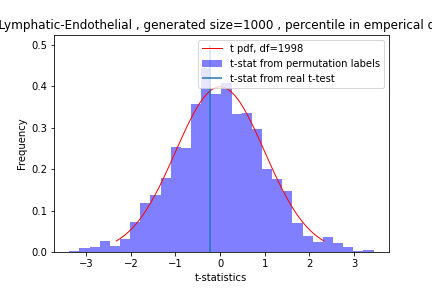 Lymphatic-Endothelial , generated size=1000 , percentile in emperical
t pdf, df=1998
t-stat from permutation labels
t-stat from real t-test
0.5
0.4
0.3
0.2
0.1
0.0
Frequency
−3 −2 −1 0 1 2 3
t-statistics